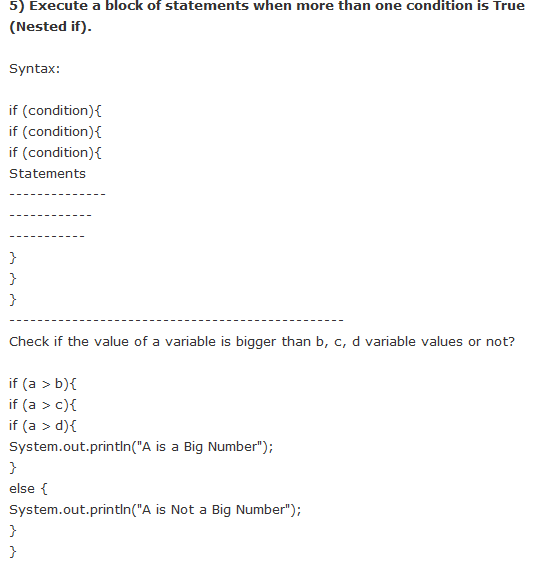 5) Execute a block of statements when more than one condition is True
(Nested if).
Syntax:
if (condition){
if (condition){
if (condition){
Statements
--------------
------------
-----------
}
}
}
------------------------------------------------
Check if the value of a variable is bigger than b, c, d variable values or not?
if (a > b){
if (a > c){
if (a > d){
System.out.println("A is a Big Number");
}
else {
System.out.println("A is Not a Big Number");
}
}